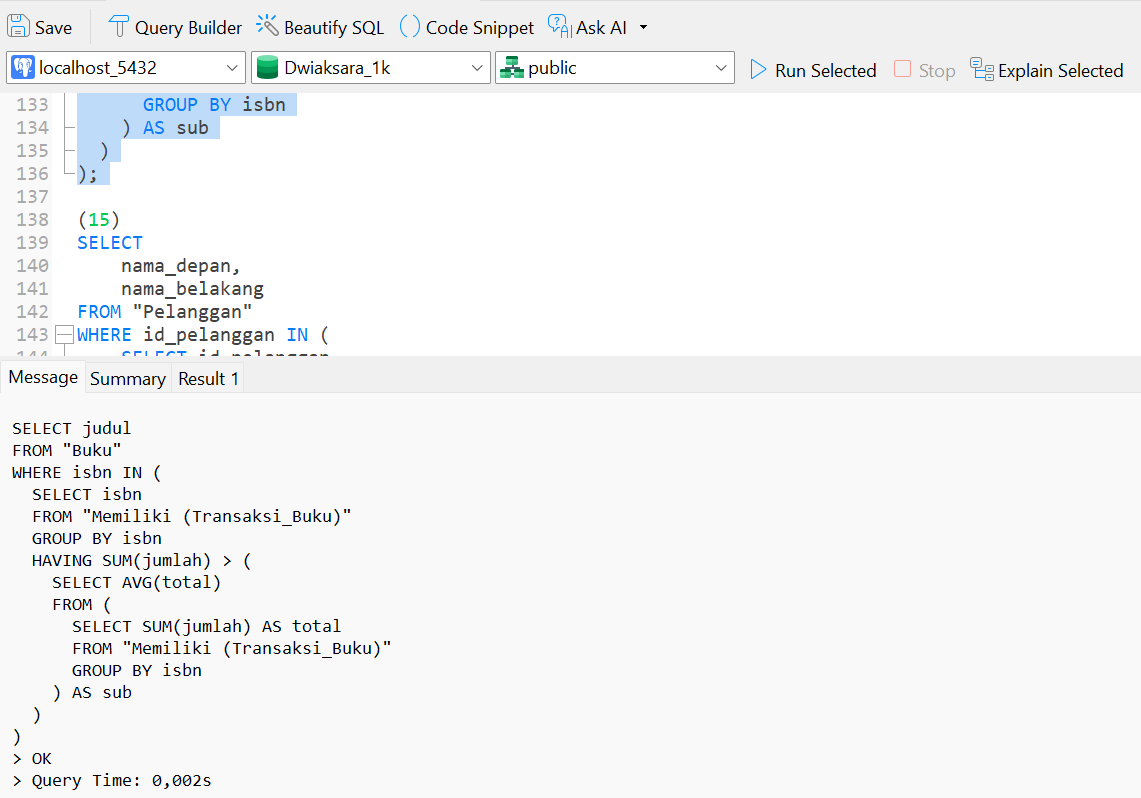 Save Query Builder Beautify SQL () Code Snippet Ask AI
localhost_5432 Dwiaksara_1k public Run Selected Stop Explain Selected
133 GROUP BY isbn
134 ) AS sub
135 )
136 );
137
138 (15)
139 SELECT
140 nama_depan,
141 nama_belakang
142 FROM "Pelanggan"
143 WHERE id_pelanggan IN (
144 SELECT id_pelanggan
Message Summary Result 1
SELECT judul
FROM "Buku"
WHERE isbn IN (
SELECT isbn
FROM "Memiliki (Transaksi_Buku)"
GROUP BY isbn
HAVING SUM(jumlah) > (
SELECT AVG(total)
FROM (
SELECT SUM(jumlah) AS total
FROM "Memiliki (Transaksi_Buku)"
GROUP BY isbn
) AS sub
)
)
> OK
> Query Time: 0,002s